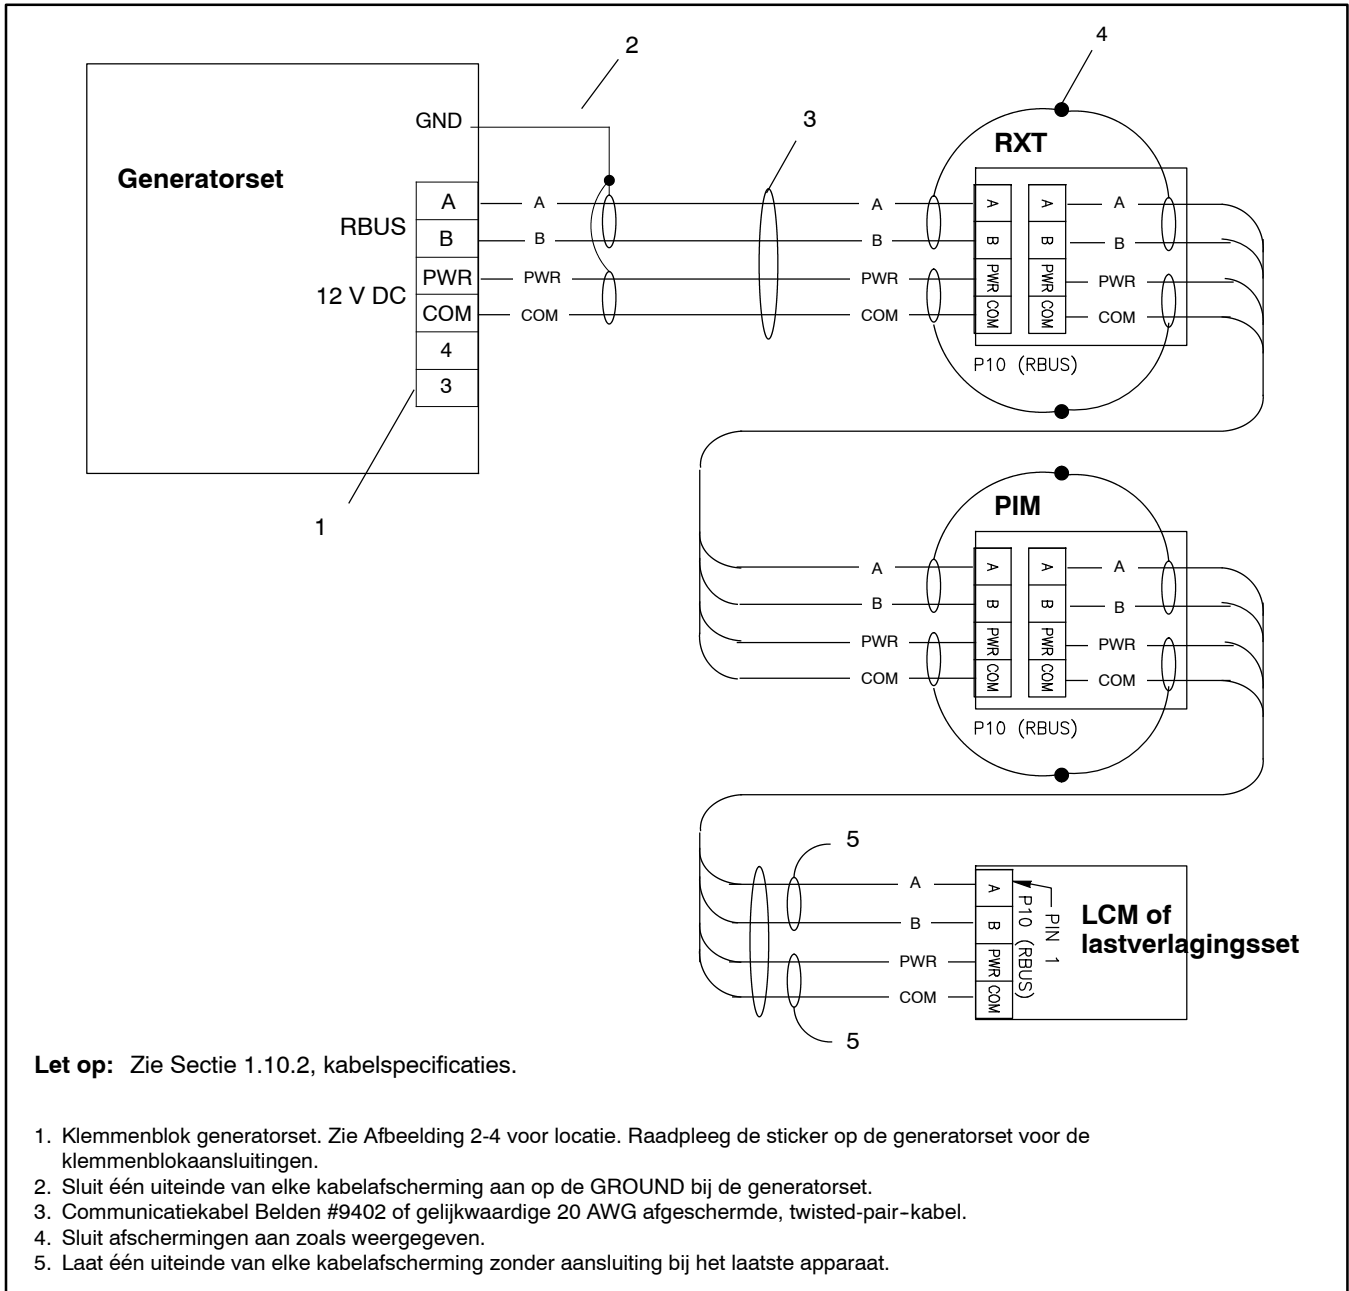 2
4
3
GND
RXT
Generatorset
RBUS
12 V DC
A
B
PWR
COM
4
3
A
B
PWR
COM
A
B
PWR
COM
A
B
PWR
COM
A
B
PWR
COM
A
B
PWR
COM
P10 (RBUS)
1
PIM
A
B
PWR
COM
A
B
PWR
COM
A
B
PWR
COM
A
B
PWR
COM
P10 (RBUS)
5
A
B
PWR
COM
A
B
PWR
COM
P10 (RBUS)
PIN 1
LCM of
lastverlagingsset
5
Let op: Zie Sectie 1.10.2, kabelspecificaties.
1. Klemmenblok generatorset. Zie Afbeelding 2-4 voor locatie. Raadpleeg de sticker op de generatorset voor de
klemmenblokaansluitingen.
2. Sluit één uiteinde van elke kabelafscherming aan op de GROUND bij de generatorset.
3. Communicatiekabel Belden #9402 of gelijkwaardige 20 AWG afgeschermde, twisted-pair-kabel.
4. Sluit afschermingen aan zoals weergegeven.
5. Laat één uiteinde van elke kabelafscherming zonder aansluiting bij het laatste apparaat.